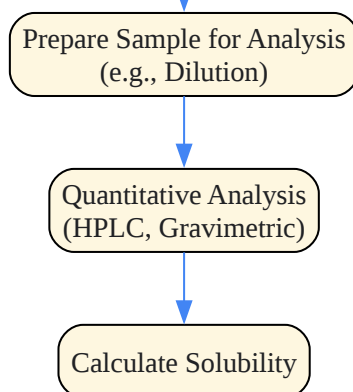 Prepare Sample for Analysis
(e.g., Dilution)
Quantitative Analysis
(HPLC, Gravimetric)
Calculate Solubility